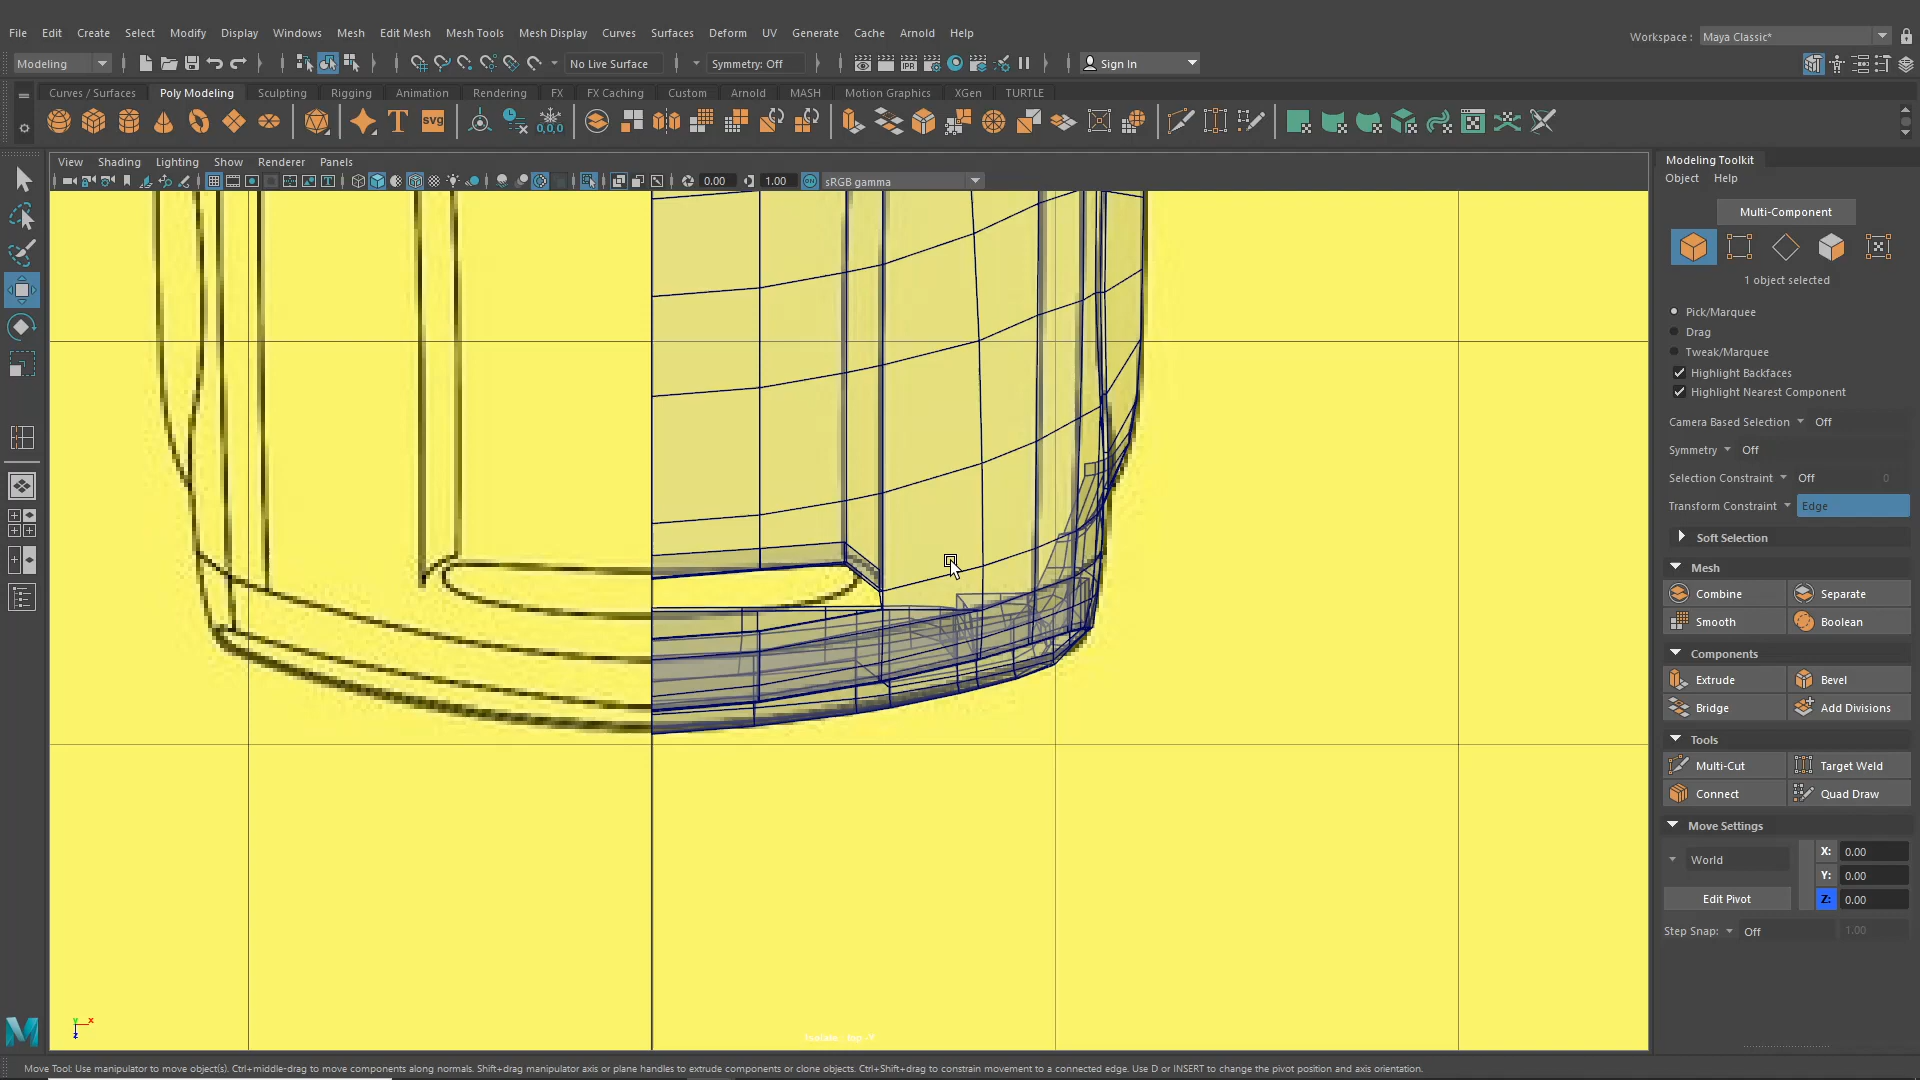 File Edit Create Select Modify Display Windows Mesh Edit Mesh Mesh Tools Mesh Display Curves Surfaces Deform UV Generate Cache Arnold Help
Workspace : Maya Classic*
Modeling No Live Surface Symmetry: Off Sign In
Curves / Surfaces Poly Modeling Sculpting Rigging Animation Rendering FX FX Caching Custom Arnold MASH Motion Graphics XGen TURTLE
T svg 0,0,0
View Shading Lighting Show Renderer Panels
0.00 1.00 ON sRGB gamma
Modeling Toolkit
Object Help
Multi-Component
1 object selected
Pick/Marquee
Drag
Tweak/Marquee
Highlight Backfaces
Highlight Nearest Component
Camera Based Selection Off
Symmetry Off
Selection Constraint Off 0
Transform Constraint Edge
Soft Selection
Mesh
Combine Separate
Smooth Boolean
Components
Extrude Bevel
Bridge Add Divisions
Tools
Multi-Cut Target Weld
Connect Quad Draw
Move Settings
World X: 0.00
Y: 0.00
Edit Pivot Z: 0.00
Step Snap: Off 1.00
y x
z
Isolate : top -Y
M
Move Tool: Use manipulator to move object(s). Ctrl+middle-drag to move components along normals. Shift+drag manipulator axis or plane handles to extrude components or clone objects. Ctrl+Shift+drag to constrain movement to a connected edge. Use D or INSERT to change the pivot position and axis orientation.